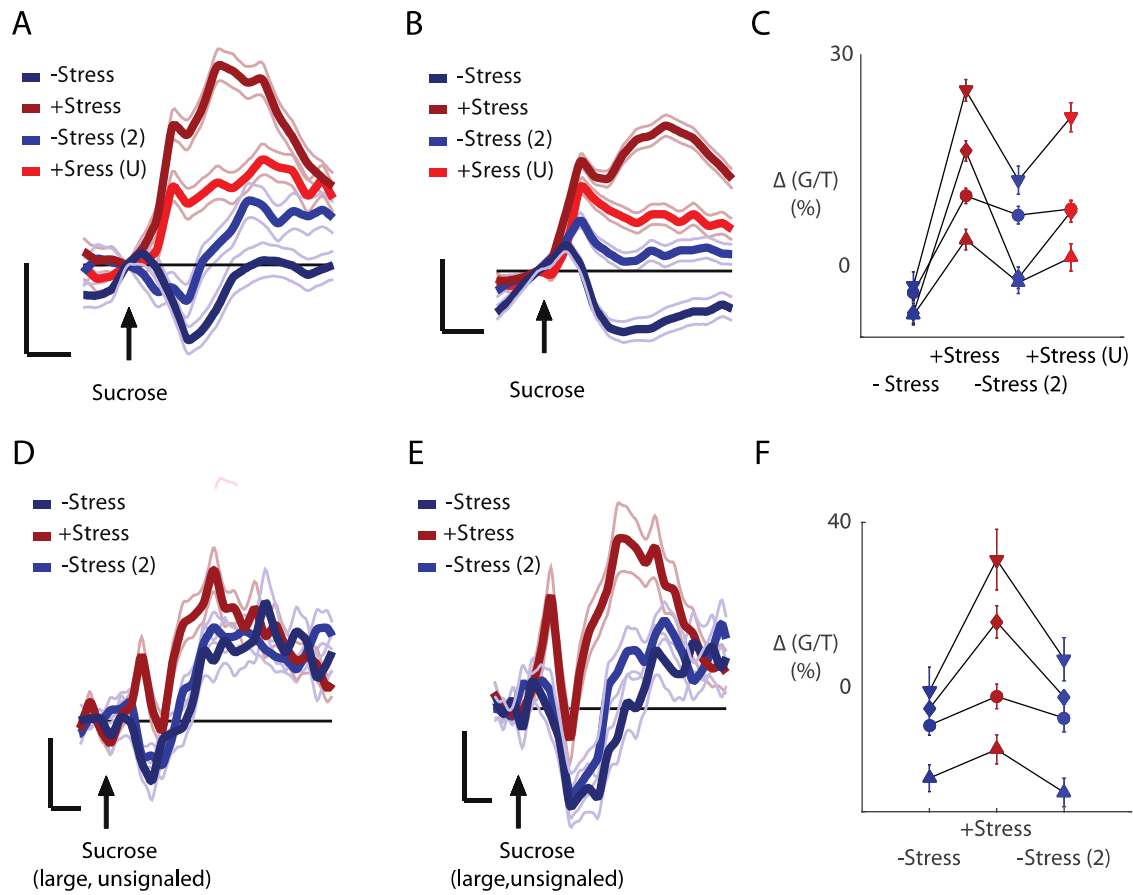 A
-Stress
+Stress
-Stress (2)
+Sress (U)
Sucrose
B
-Stress
+Stress
-Stress (2)
+Sress (U)
Sucrose
C
30
Δ (G/T)
(%)
0
+Stress
+Stress (U)
- Stress
-Stress (2)
D
-Stress
+Stress
-Stress (2)
Sucrose
(large, unsignaled)
E
-Stress
+Stress
-Stress (2)
Sucrose
(large,unsignaled)
F
40
Δ (G/T)
(%)
0
+Stress
-Stress
-Stress (2)